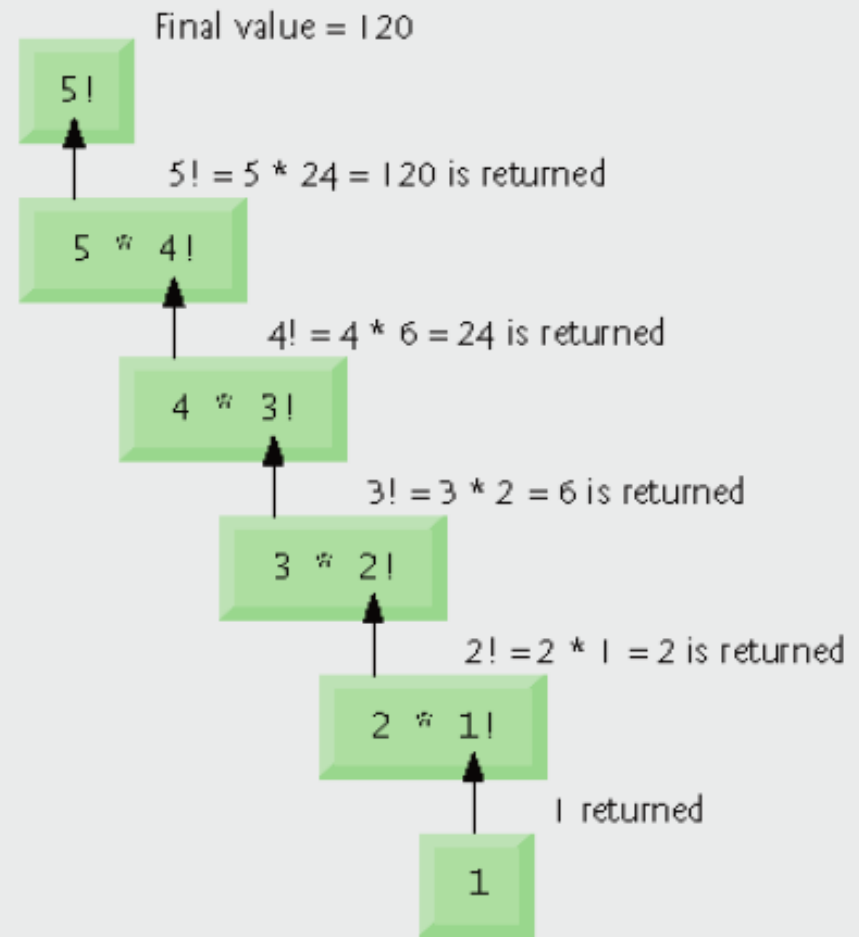 Final value = 120
5!
5! = 5 * 24 = 120 is returned
5 * 4!
4! = 4 * 6 = 24 is returned
4 * 3!
3! = 3 * 2 = 6 is returned
3 * 2!
2! = 2 * 1 = 2 is returned
2 * 1!
1 returned
1